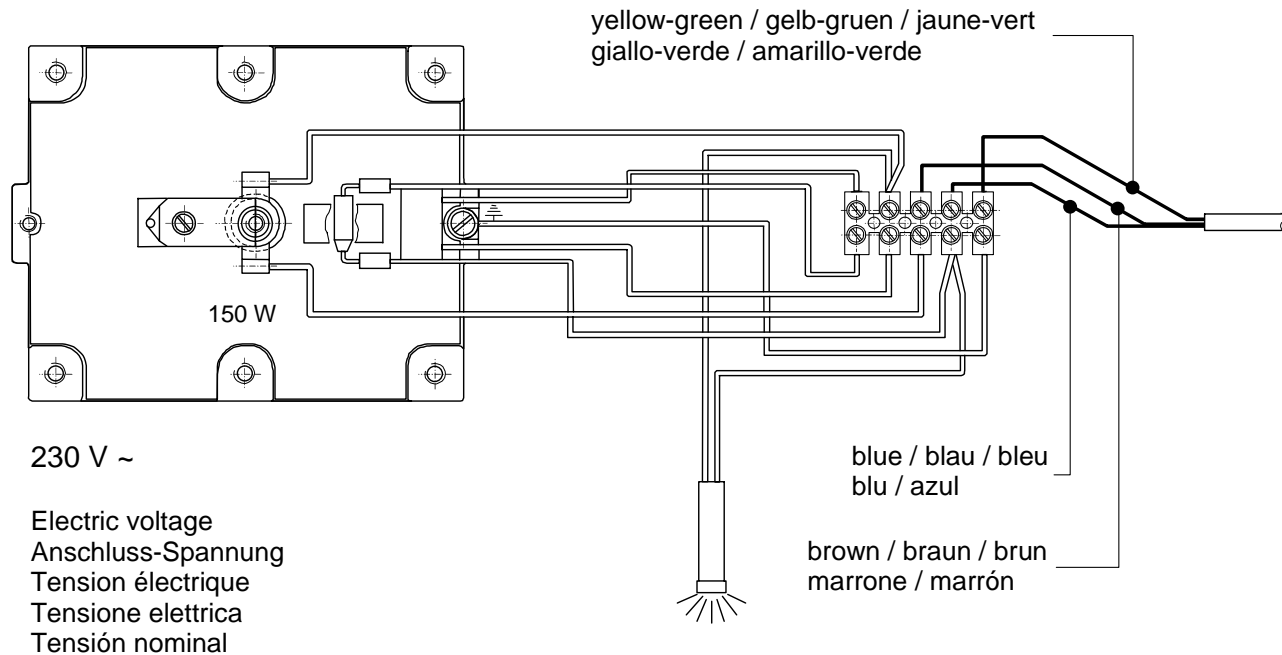 yellow-green / gelb-gruen / jaune-vert
giallo-verde / amarillo-verde
150 W
230 V ~
Electric voltage
Anschluss-Spannung
Tension électrique
Tensione elettrica
Tensión nominal
blue / blau / bleu
blu / azul
brown / braun / brun
marrone / marrón